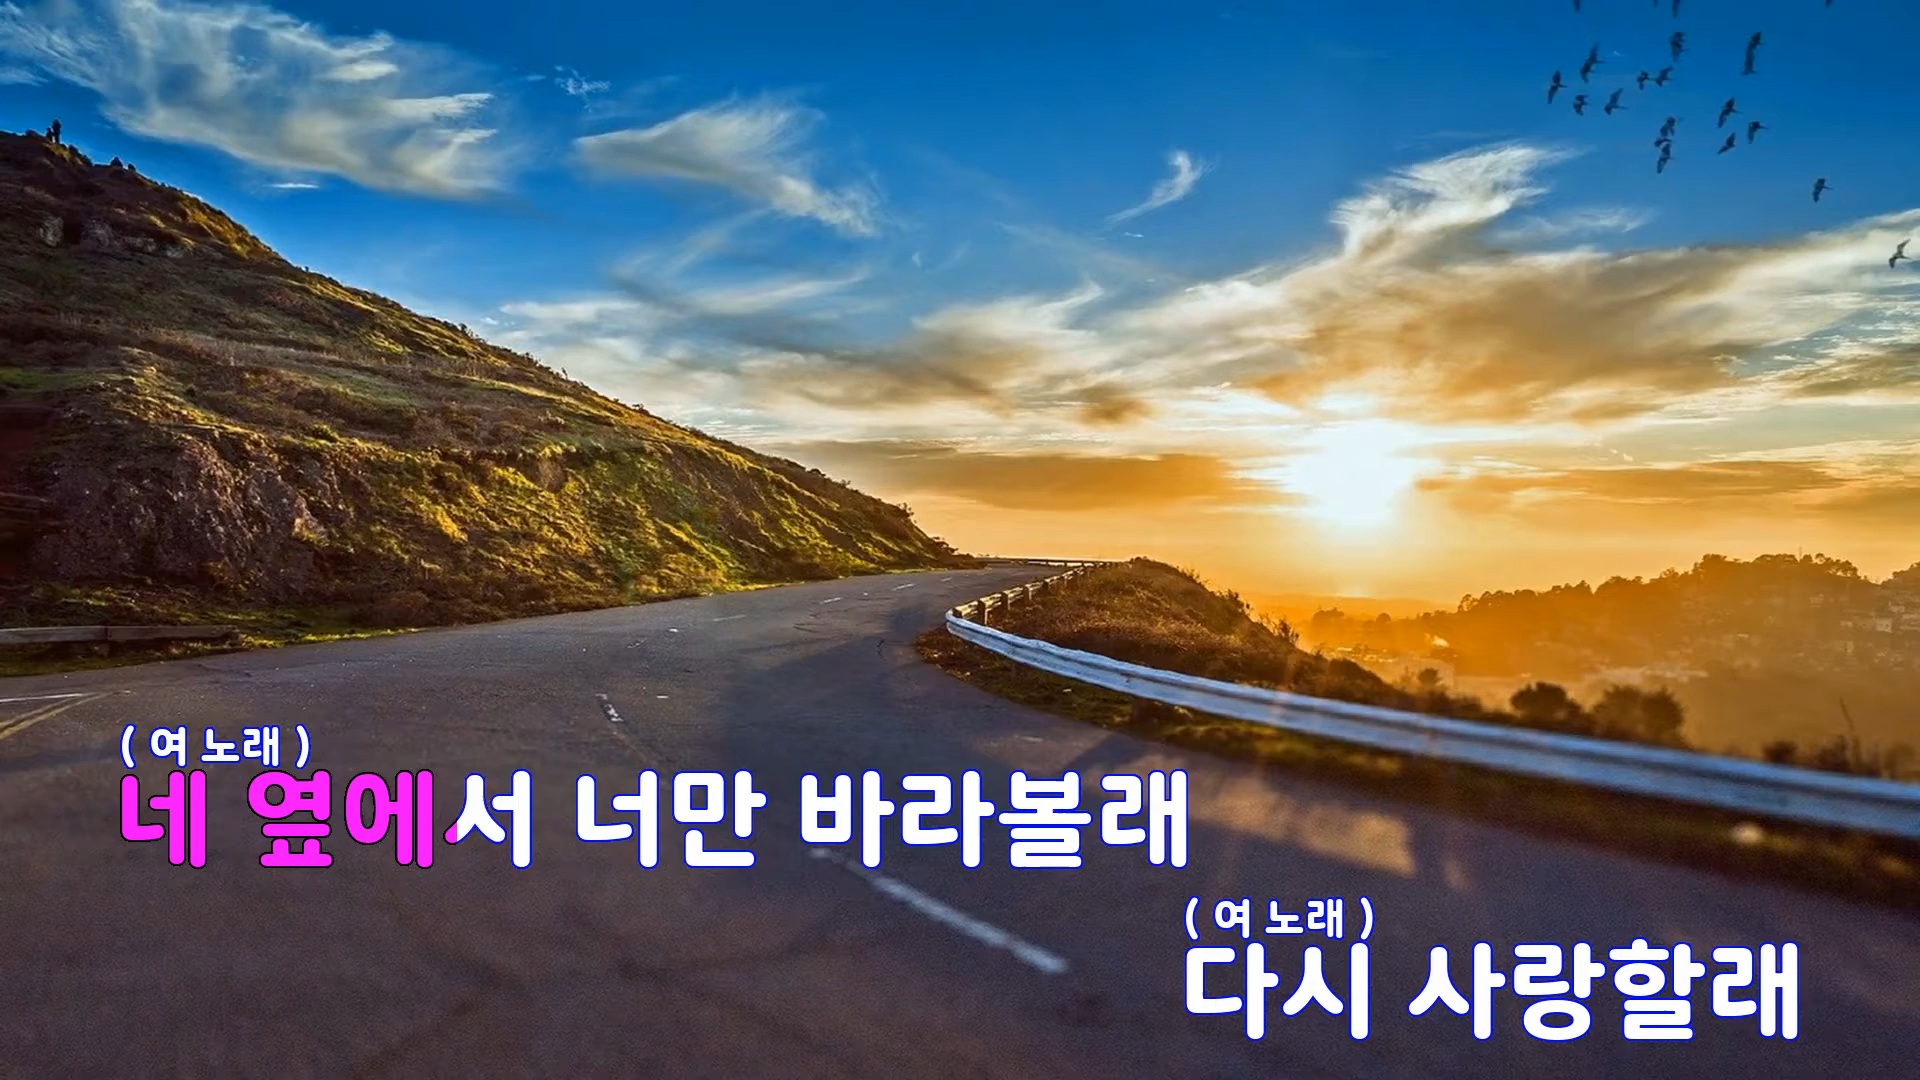 ( 여 노래 )
네 옆에서 너만 바라볼래
( 여 노래 )
다시 사랑할래